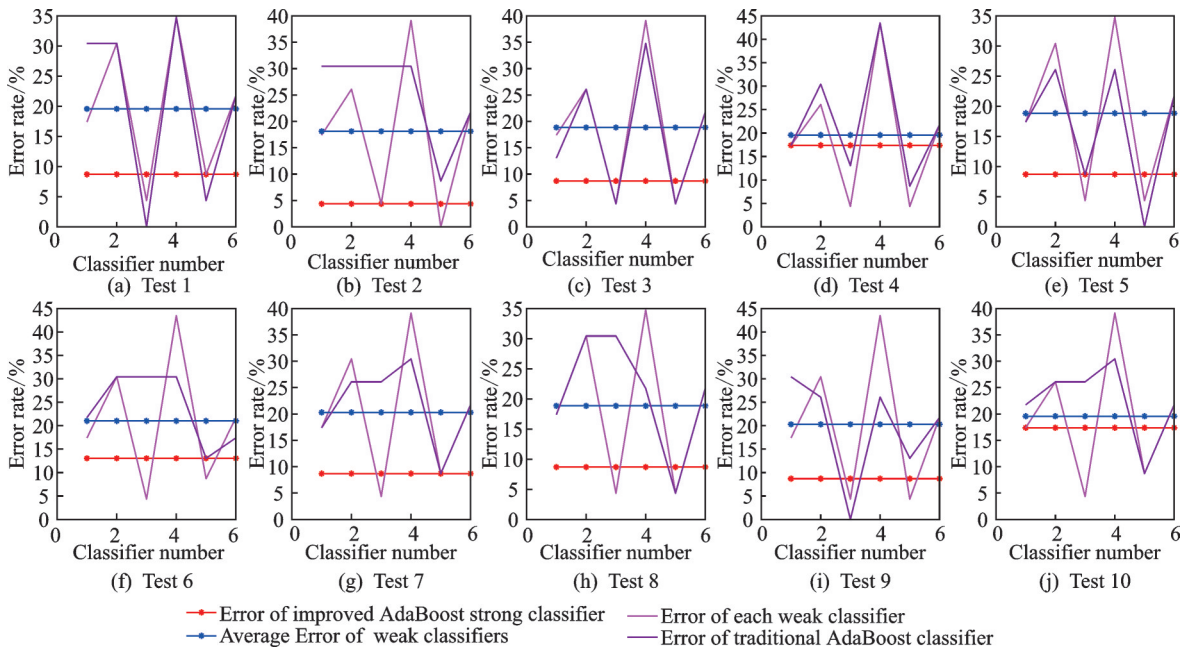 35
30
25
20
15
10
5
0
Error rate/%
0 2 4 6
Classifier number
(a) Test 1
40
35
30
25
20
15
10
5
0
Error rate/%
0 2 4 6
Classifier number
(b) Test 2
40
35
30
25
20
15
10
5
0
Error rate/%
0 2 4 6
Classifier number
(c) Test 3
45
40
35
30
25
20
15
10
5
0
Error rate/%
0 2 4 6
Classifier number
(d) Test 4
35
30
25
20
15
10
5
0
Error rate/%
0 2 4 6
Classifier number
(e) Test 5
45
40
35
30
25
20
15
10
5
0
Error rate/%
0 2 4 6
Classifier number
(f) Test 6
45
40
35
30
25
20
15
10
5
0
Error rate/%
0 2 4 6
Classifier number
(g) Test 7
35
30
25
20
15
10
5
0
Error rate/%
0 2 4 6
Classifier number
(h) Test 8
45
40
35
30
25
20
15
10
5
0
Error rate/%
0 2 4 6
Classifier number
(i) Test 9
45
40
35
30
25
20
15
10
5
0
Error rate/%
0 2 4 6
Classifier number
(j) Test 10
Error of improved AdaBoost strong classifier
Error of each weak classifier
Average Error of weak classifiers
Error of traditional AdaBoost classifier